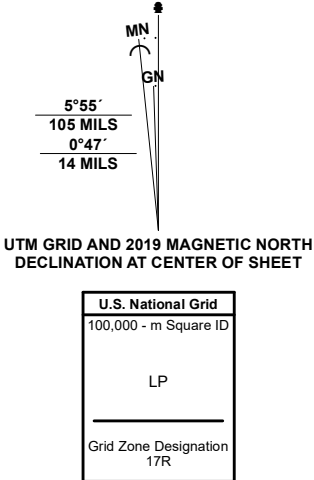 MN
GN
5°55´
105 MILS
0°47´
14 MILS
UTM GRID AND 2019 MAGNETIC NORTH
DECLINATION AT CENTER OF SHEET
U.S. National Grid
100,000 - m Square ID
LP
Grid Zone Designation
17R